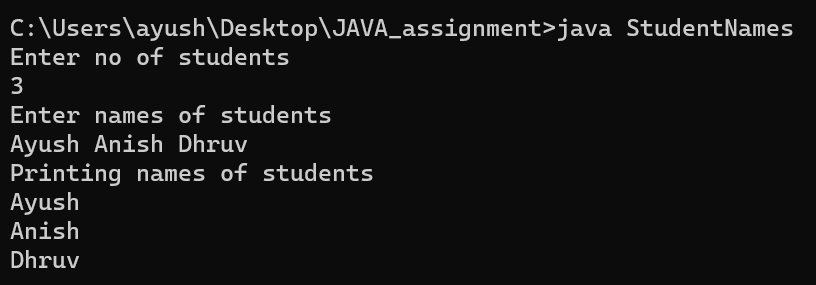 C:\Users\ayush\Desktop\JAVA_assignment>java StudentNames
Enter no of students
3
Enter names of students
Ayush Anish Dhruv
Printing names of students
Ayush
Anish
Dhruv